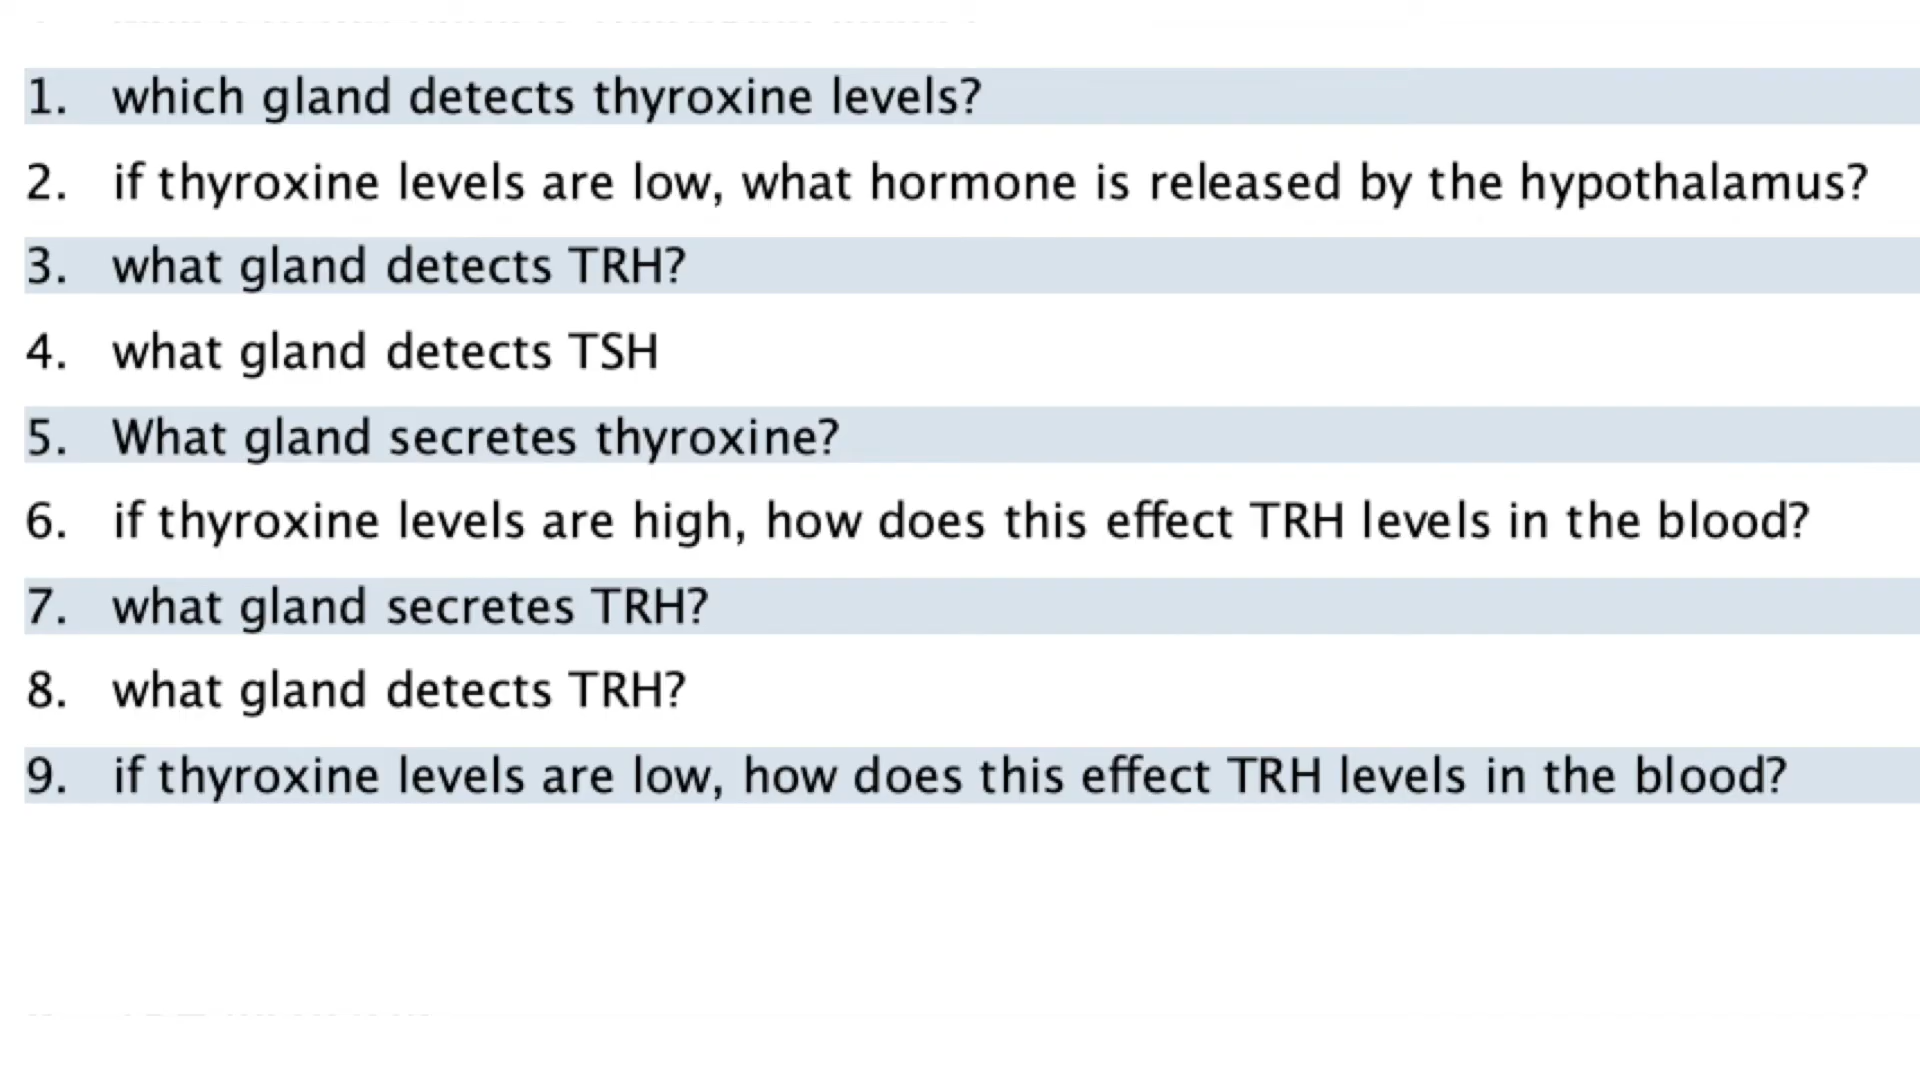 1. which gland detects thyroxine levels?
2. if thyroxine levels are low, what hormone is released by the hypothalamus?
3. what gland detects TRH?
4. what gland detects TSH
5. What gland secretes thyroxine?
6. if thyroxine levels are high, how does this effect TRH levels in the blood?
7. what gland secretes TRH?
8. what gland detects TRH?
9. if thyroxine levels are low, how does this effect TRH levels in the blood?